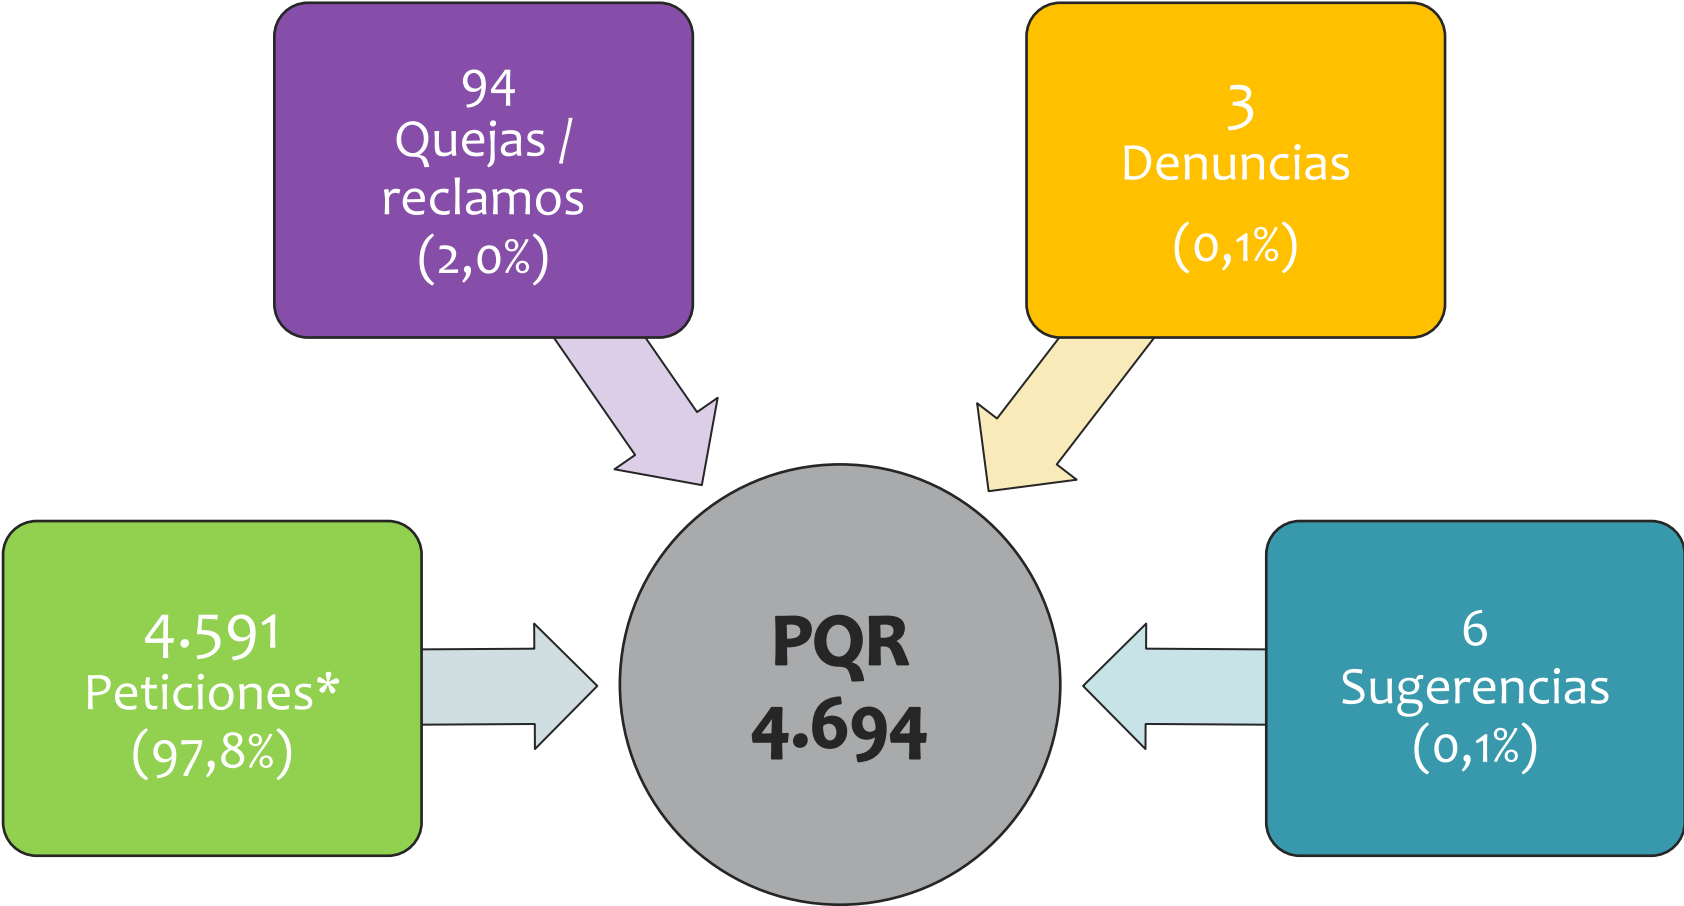 94
Quejas /
reclamos
(2,0%)
3
Denuncias
(0,1%)
4.591
Peticiones*
(97,8%)
PQR
4.694
6
Sugerencias
(0,1%)